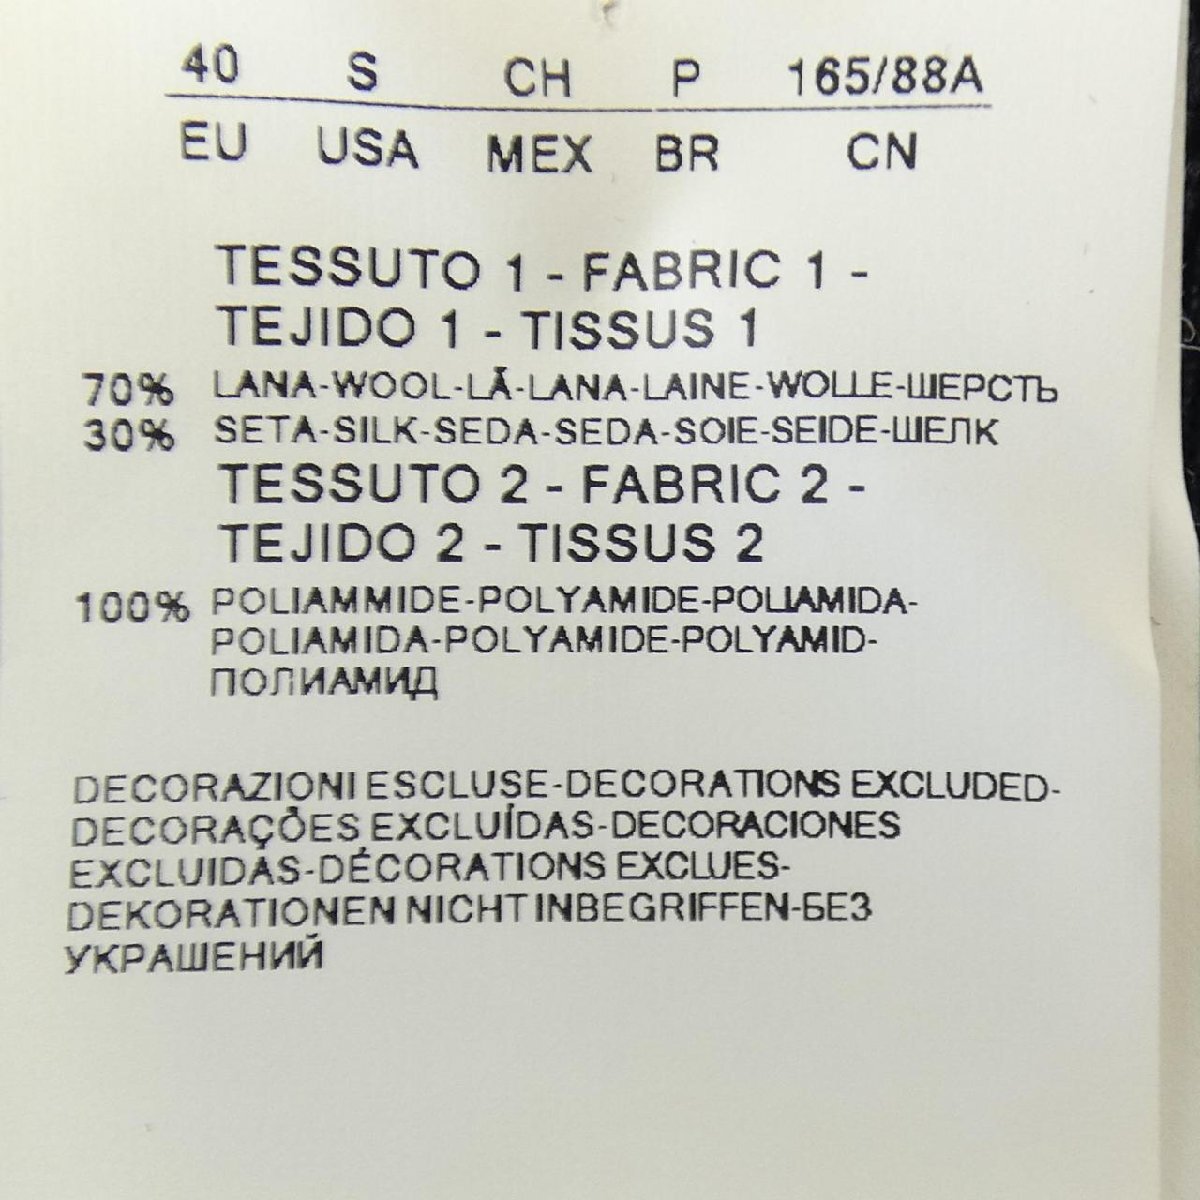 40 S CH P 165/88A
EU USA MEX BR CN
TESSUTO 1 - FABRIC 1 -
TEJIDO 1 - TISSUS 1
70% LANA-WOOL-LÃ-LANA-LAINE-WOLLE-ШЕРСТЬ
30% SETA-SILK-SEDA-SEDA-SOIE-SEIDE-ШЕЛК
TESSUTO 2 - FABRIC 2 -
TEJIDO 2 - TISSUS 2
100% POLIAMMIDE-POLYAMIDE-POLIAMIDA-
POLIAMIDA-POLYAMIDE-POLYAMID-
ПОЛИАМИД
DECORAZIONI ESCLUSE-DECORATIONS EXCLUDED-
DECORAÇÕES EXCLUÍDAS-DECORACIONES
EXCLUIDAS-DÉCORATIONS EXCLUES-
DEKORATIONEN NICHT INBEGRIFFEN-БЕЗ
УКРАШЕНИЙ